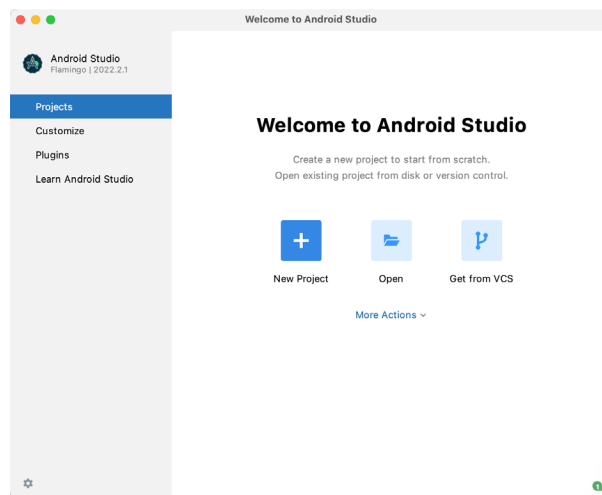 Welcome to Android Studio
Android Studio
Flamingo | 2022.2.1
Projects
Customize
Plugins
Learn Android Studio
Welcome to Android Studio
Create a new project to start from scratch.
Open existing project from disk or version control.
New Project
Open
Get from VCS
More Actions
1